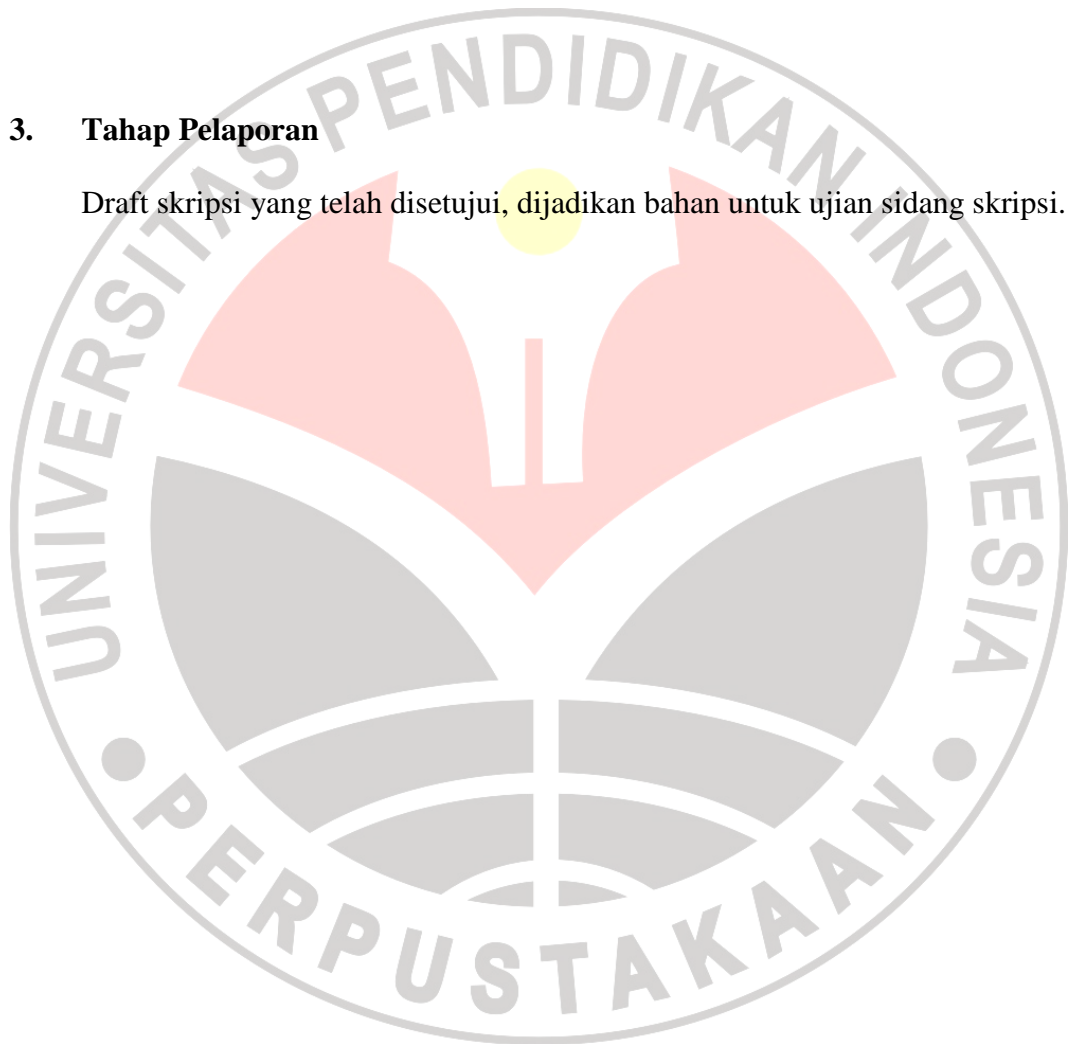 3. Tahap Pelaporan
Draft skripsi yang telah disetujui, dijadikan bahan untuk ujian sidang skripsi.
UNIVERSITAS PENDIDIKAN INDONESIA
PERPUSTAKAAN